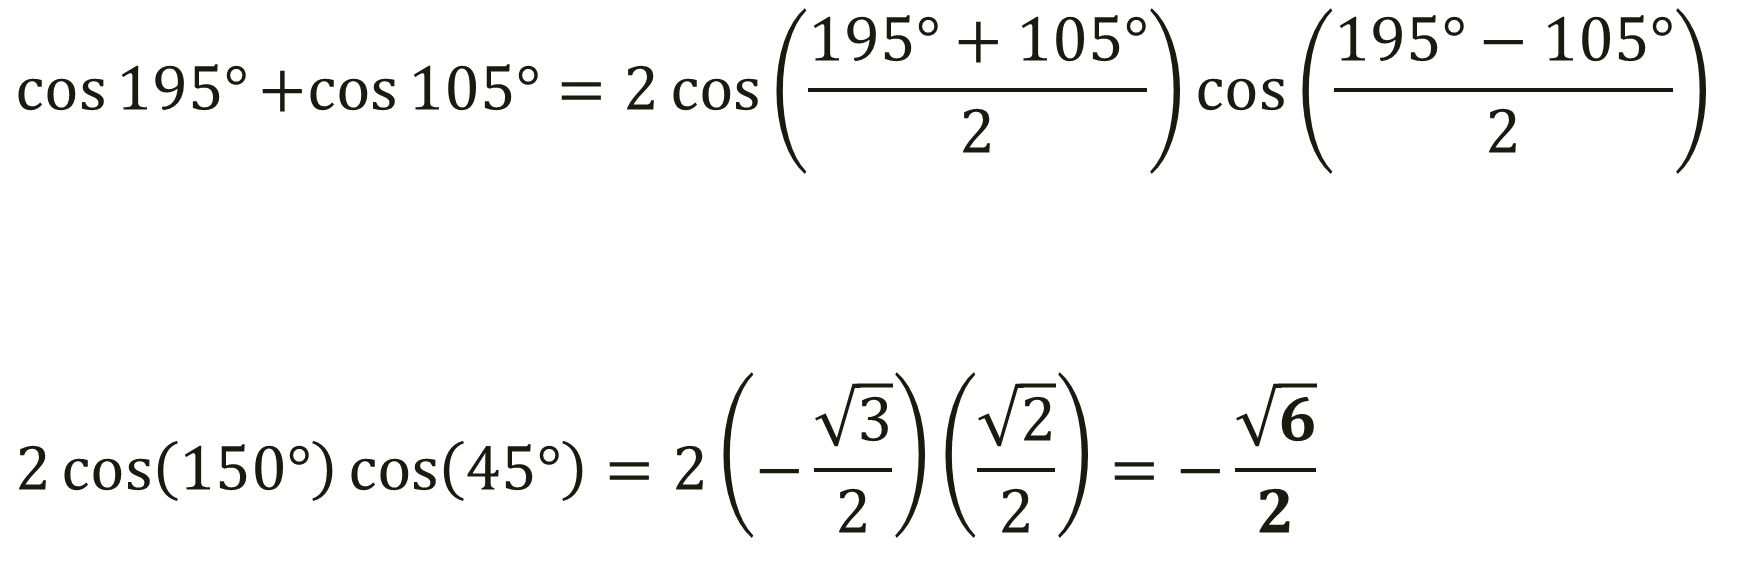 cos 195° + cos 105° = 2 cos((195° + 105°)/2) cos((195° − 105°)/2)
2 cos(150°) cos(45°) = 2(−√3/2)(√2/2) = −√6/2